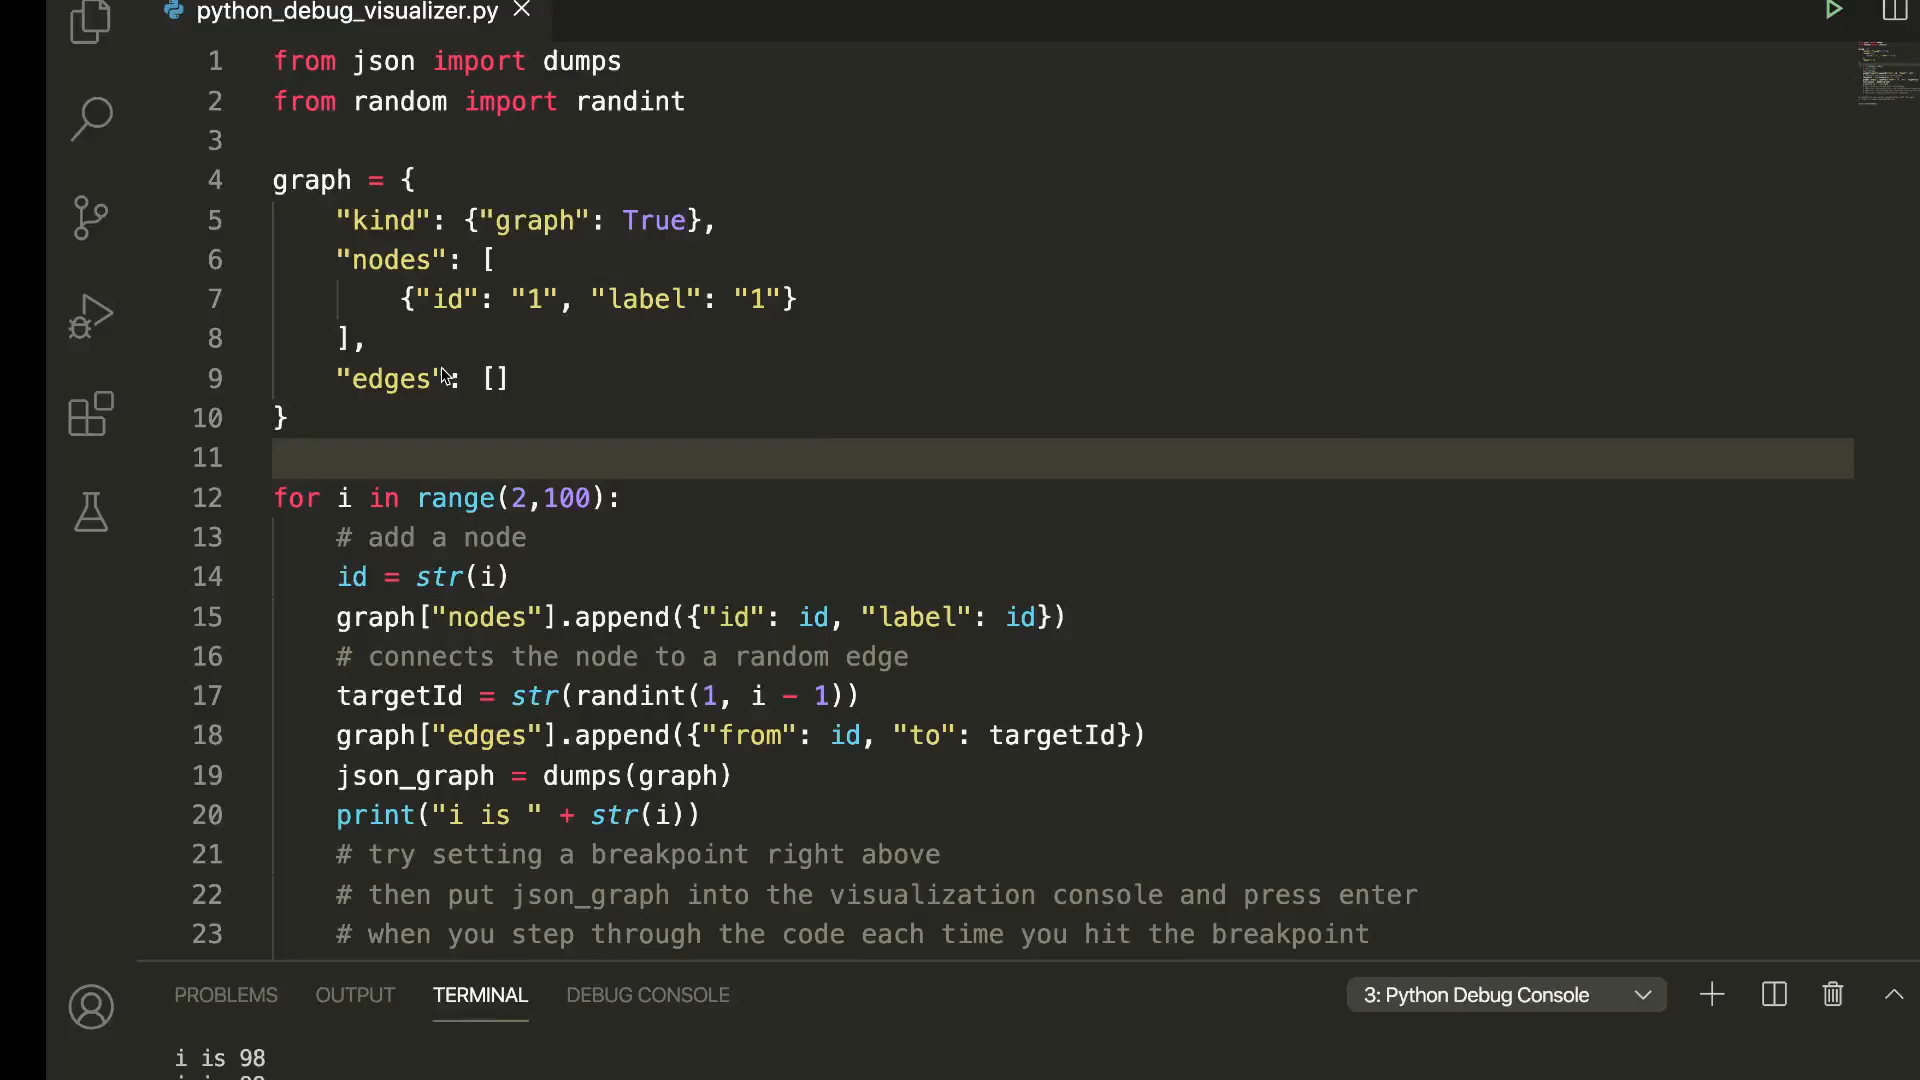 python_debug_visualizer.py
1 from json import dumps
2 from random import randint
3
4 graph = {
5 "kind": {"graph": True},
6 "nodes": [
7 {"id": "1", "label": "1"}
8 ],
9 "edges": []
10 }
11
12 for i in range(2,100):
13 # add a node
14 id = str(i)
15 graph["nodes"].append({"id": id, "label": id})
16 # connects the node to a random edge
17 targetId = str(randint(1, i - 1))
18 graph["edges"].append({"from": id, "to": targetId})
19 json_graph = dumps(graph)
20 print("i is " + str(i))
21 # try setting a breakpoint right above
22 # then put json_graph into the visualization console and press enter
23 # when you step through the code each time you hit the breakpoint
PROBLEMS OUTPUT TERMINAL DEBUG CONSOLE 3: Python Debug Console
i is 98